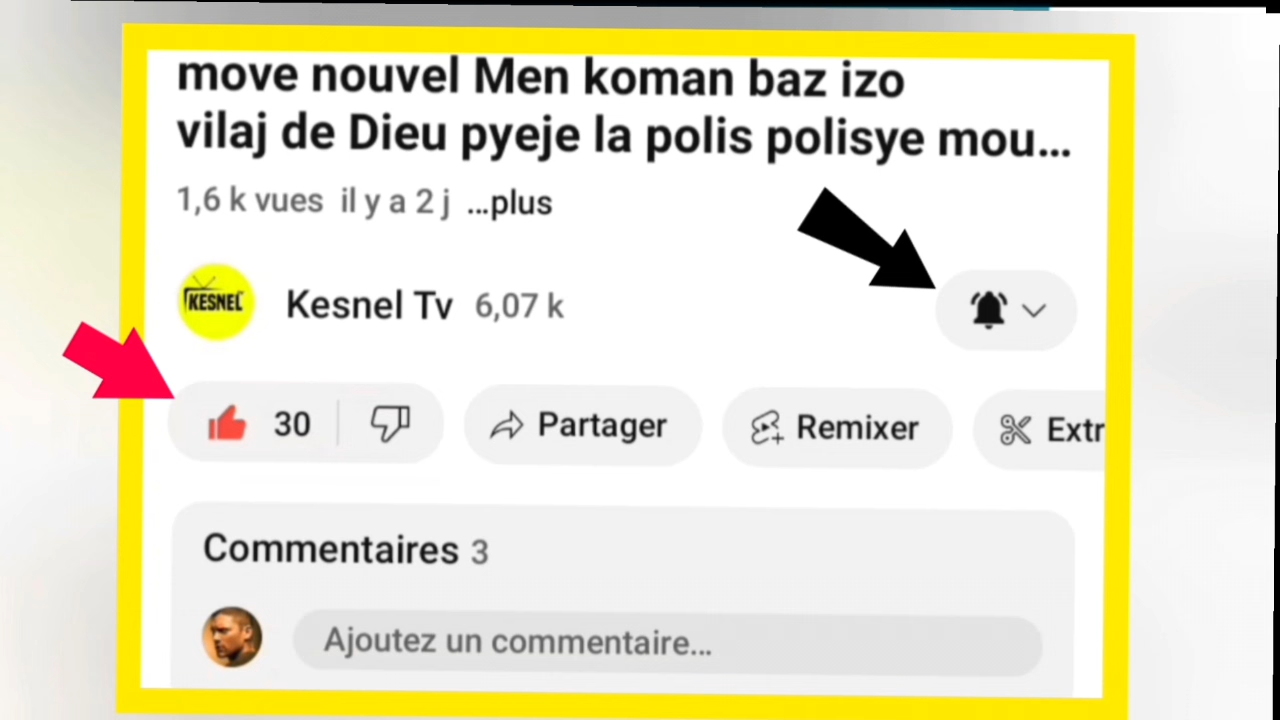 move nouvel Men koman baz izo
vilaj de Dieu pyeje la polis polisye mou...
1,6 k vues il y a 2 j ...plus
KESNEL
Kesnel Tv 6,07 k
30 Partager Remixer Extr
Commentaires 3
Ajoutez un commentaire...